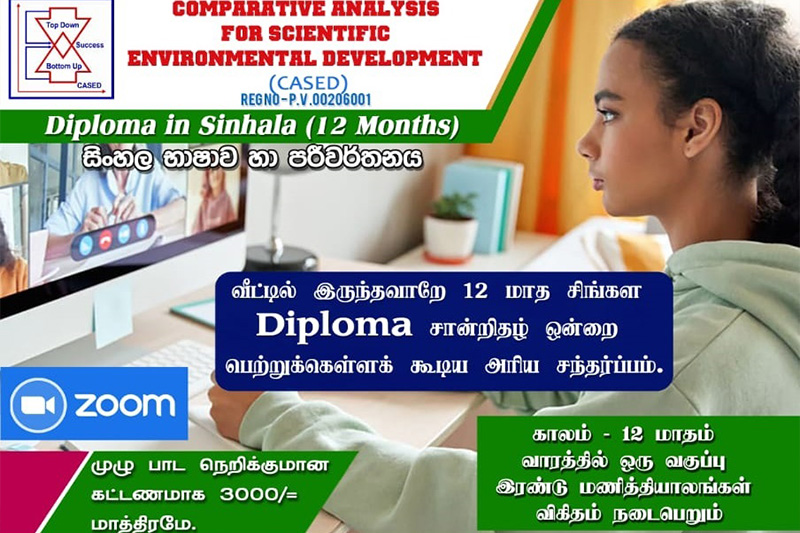 Top Down
Success
Bottom Up
CASED
COMPARATIVE ANALYSIS
FOR SCIENTIFIC
ENVIRONMENTAL DEVELOPMENT
(CASED)
REGNO-P.V.00206001
Diploma in Sinhala (12 Months)
සිංහල භාෂාව හා පරිවර්තනය
வீட்டில் இருந்தவாறே 12 மாத சிங்கள
Diploma சான்றிதழ் ஒன்றை
பெற்றுக்கெள்ளக் கூடிய அரிய சந்தர்ப்பம்.
zoom
முழு பாட நெறிக்குமான
கட்டணமாக 3000/=
மாத்திரமே.
காலம் - 12 மாதம்
வாரத்தில் ஒரு வகுப்பு
இரண்டு மணித்தியாலங்கள்
விகிதம் நடைபெறும்